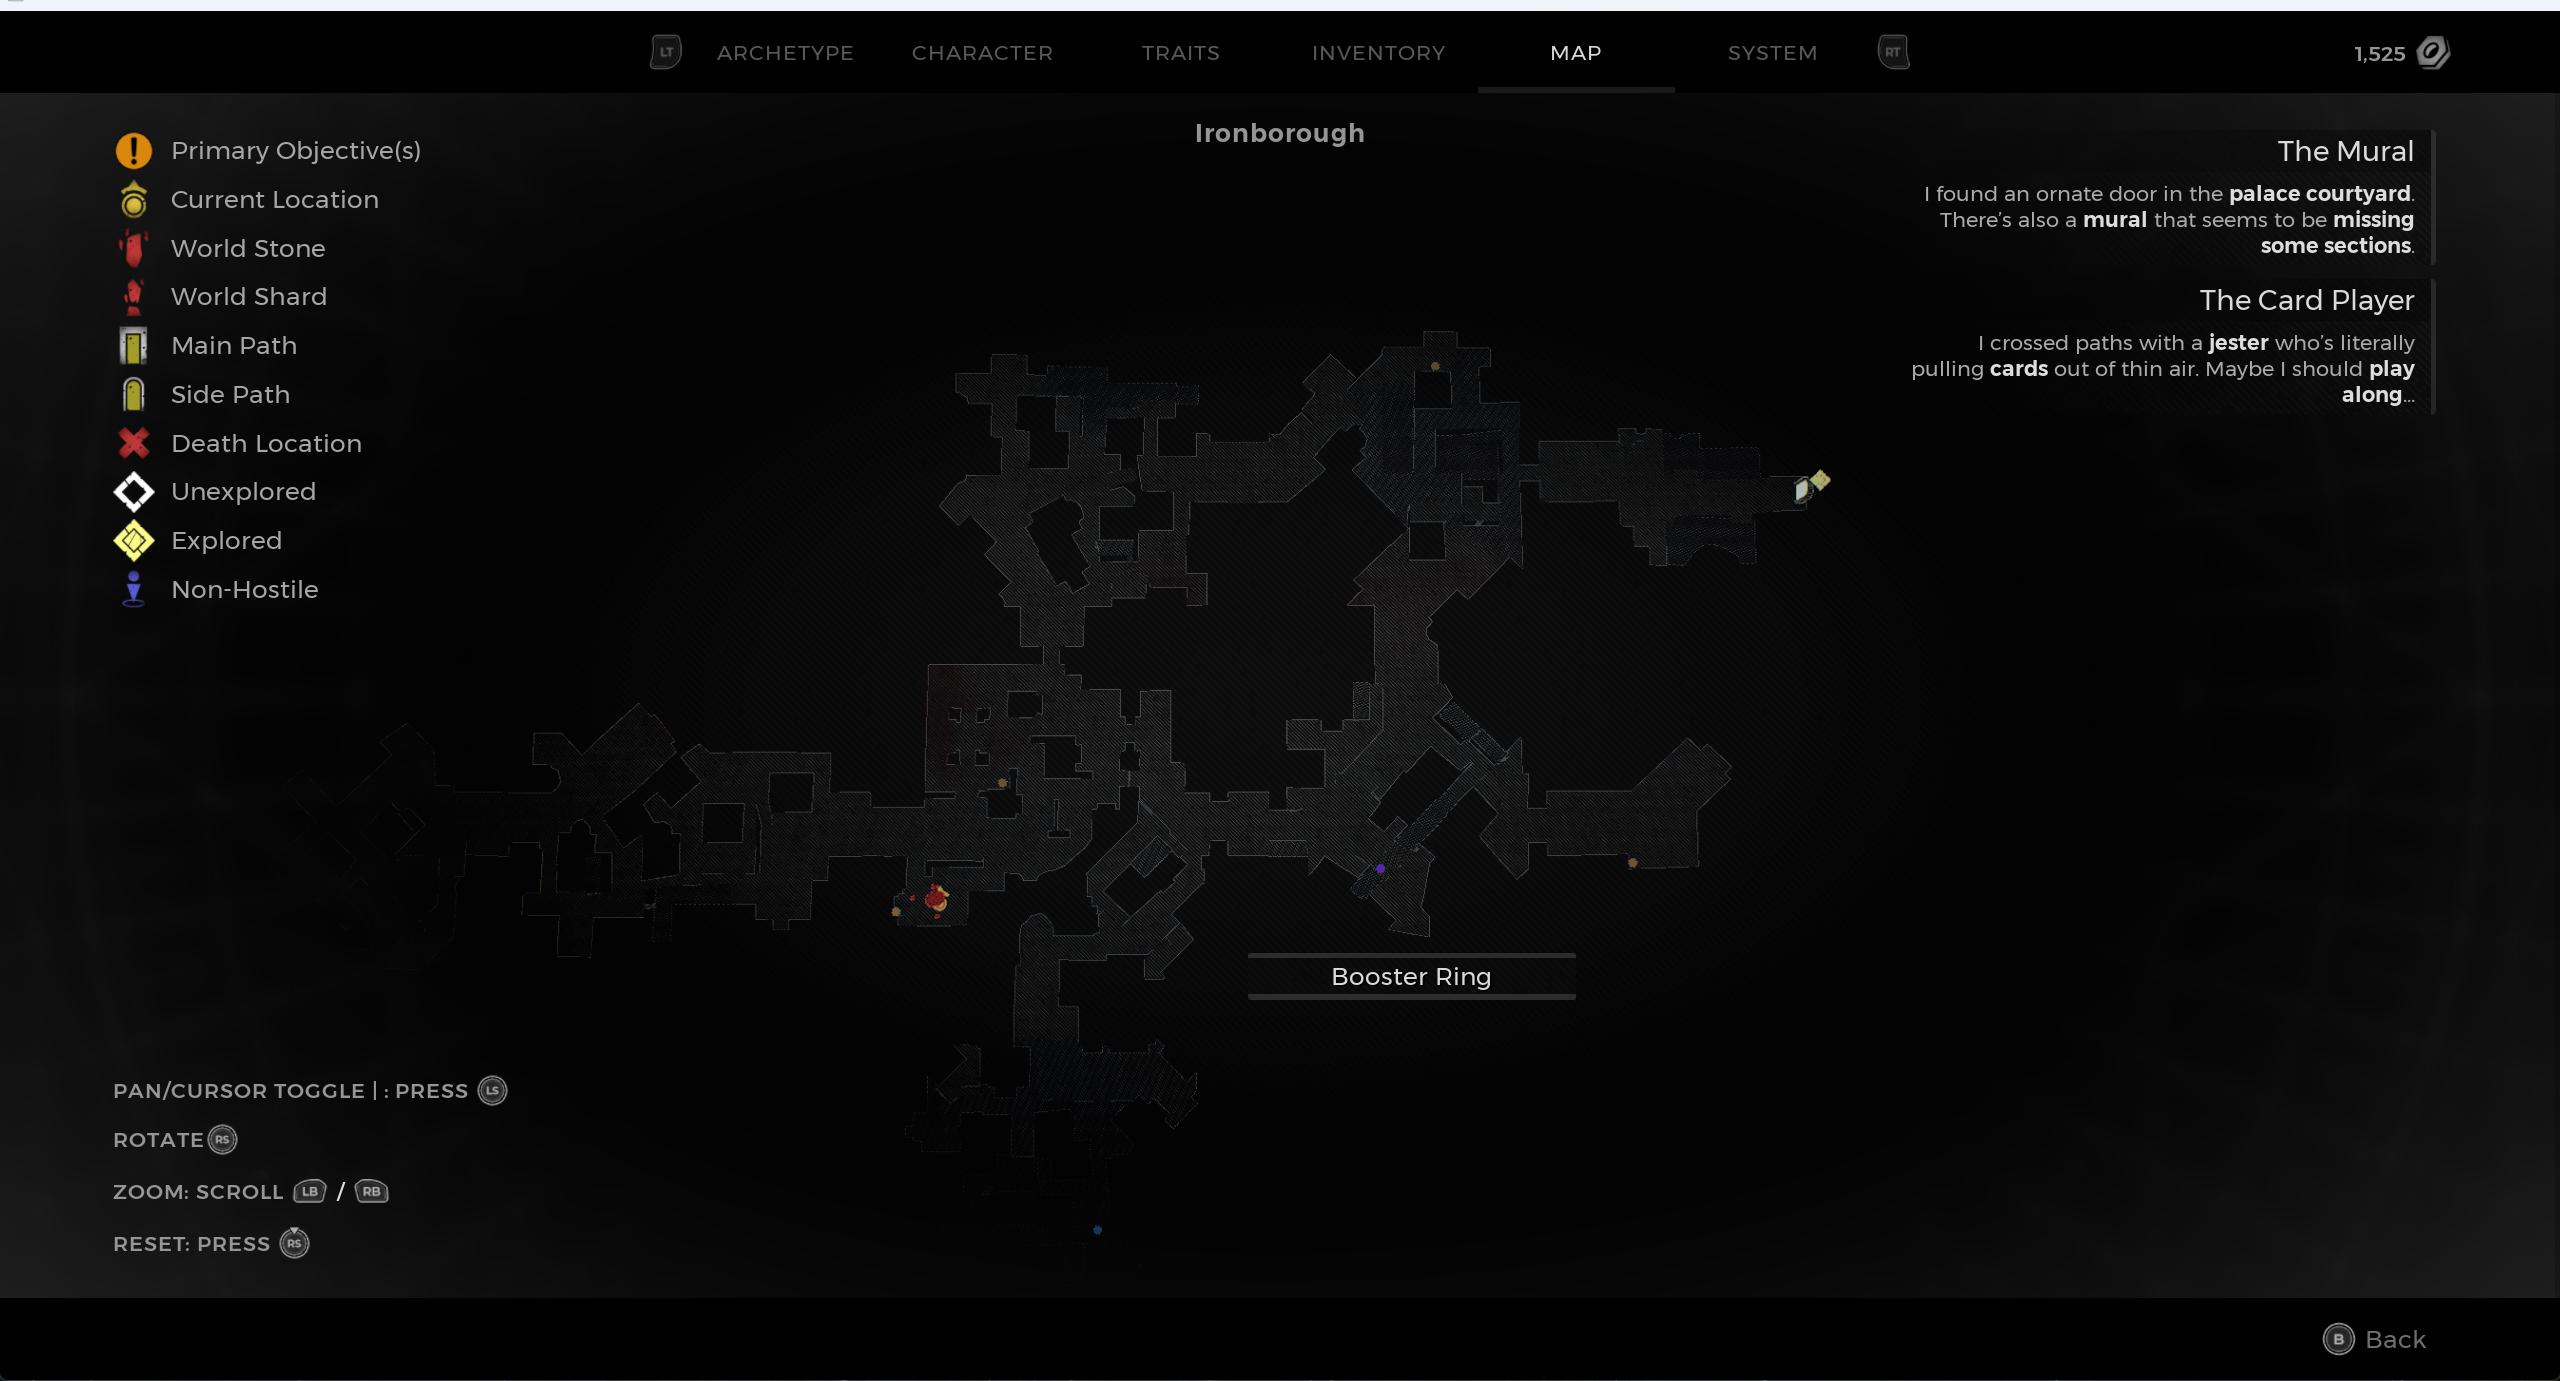 LT ARCHETYPE CHARACTER TRAITS INVENTORY MAP SYSTEM RT 1,525
Ironborough
Primary Objective(s)
Current Location
World Stone
World Shard
Main Path
Side Path
Death Location
Unexplored
Explored
Non-Hostile
The Mural
I found an ornate door in the palace courtyard.
There's also a mural that seems to be missing
some sections.
The Card Player
I crossed paths with a jester who's literally
pulling cards out of thin air. Maybe I should play
along...
Booster Ring
PAN/CURSOR TOGGLE | : PRESS LS
ROTATE RS
ZOOM: SCROLL LB / RB
RESET: PRESS RS
B Back